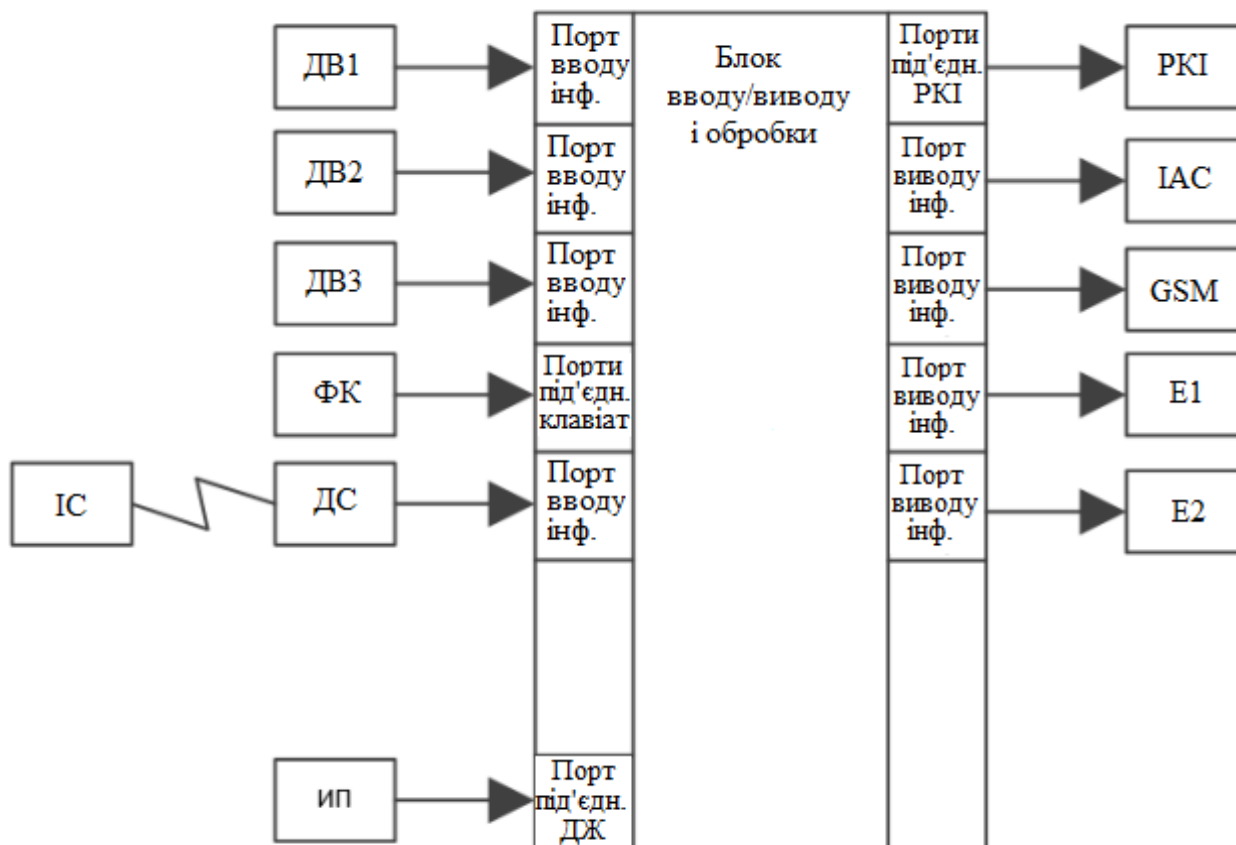 ДВ1
Порт
вводу
інф.
Блок
вводу/виводу
і обробки
Порти
під'єдн.
РКІ
РКІ
ДВ2
Порт
вводу
інф.
Порт
виводу
інф.
ІАС
ДВ3
Порт
вводу
інф.
Порт
виводу
інф.
GSM
ФК
Порти
під'єдн.
клавіат
Порт
виводу
інф.
Е1
ІС
ДС
Порт
вводу
інф.
Порт
виводу
інф.
Е2
ИП
Порт
під'єдн.
ДЖ